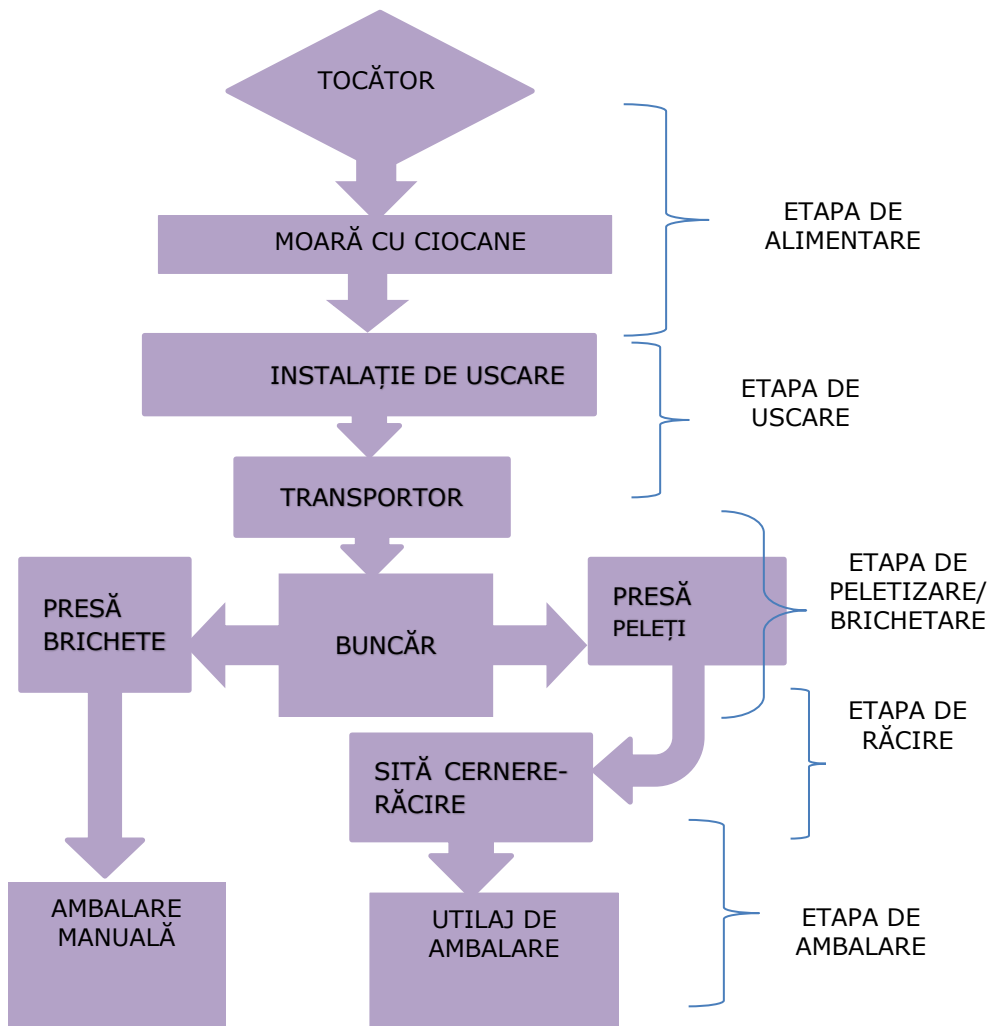 TOCĂTOR
MOARĂ CU CIOCANE
ETAPA DE
ALIMENTARE
INSTALAȚIE DE USCARE
ETAPA DE
USCARE
TRANSPORTOR
PRESĂ
BRICHETE
BUNCĂR
PRESĂ
PELEȚI
ETAPA DE
PELETIZARE/
BRICHETARE
ETAPA DE
RĂCIRE
SITĂ CERNERE-
RĂCIRE
AMBALARE
MANUALĂ
UTILAJ DE
AMBALARE
ETAPA DE
AMBALARE